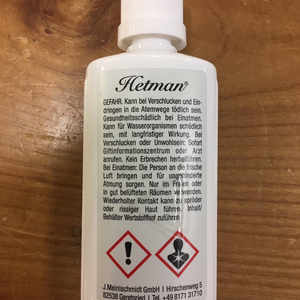 Hetman®
GEFAHR. Kann bei Verschlucken und Ein-
dringen in die Atemwege tödlich sein.
Gesundheitsschädlich bei Einatmen.
Kann für Wasserorganismen schädlich
sein, mit langfristiger Wirkung. Bei
Verschlucken oder Unwohlsein: Sofort
Giftinformationszentrum oder Arzt
anrufen. Kein Erbrechen herbeiführen.
Bei Einatmen: Die Person an die frische
Luft bringen und für ungehinderte
Atmung sorgen. Nur im Freien oder
in gut belüfteten Räumen verwenden.
Wiederholter Kontakt kann zu spröder
oder rissiger Haut führen. Inhalt/
Behälter Wertstoffhof zuführen.
J.Meinlschmidt GmbH I Hirschenweg 5
82538 Geretsried I Tel.+49 8171 31710